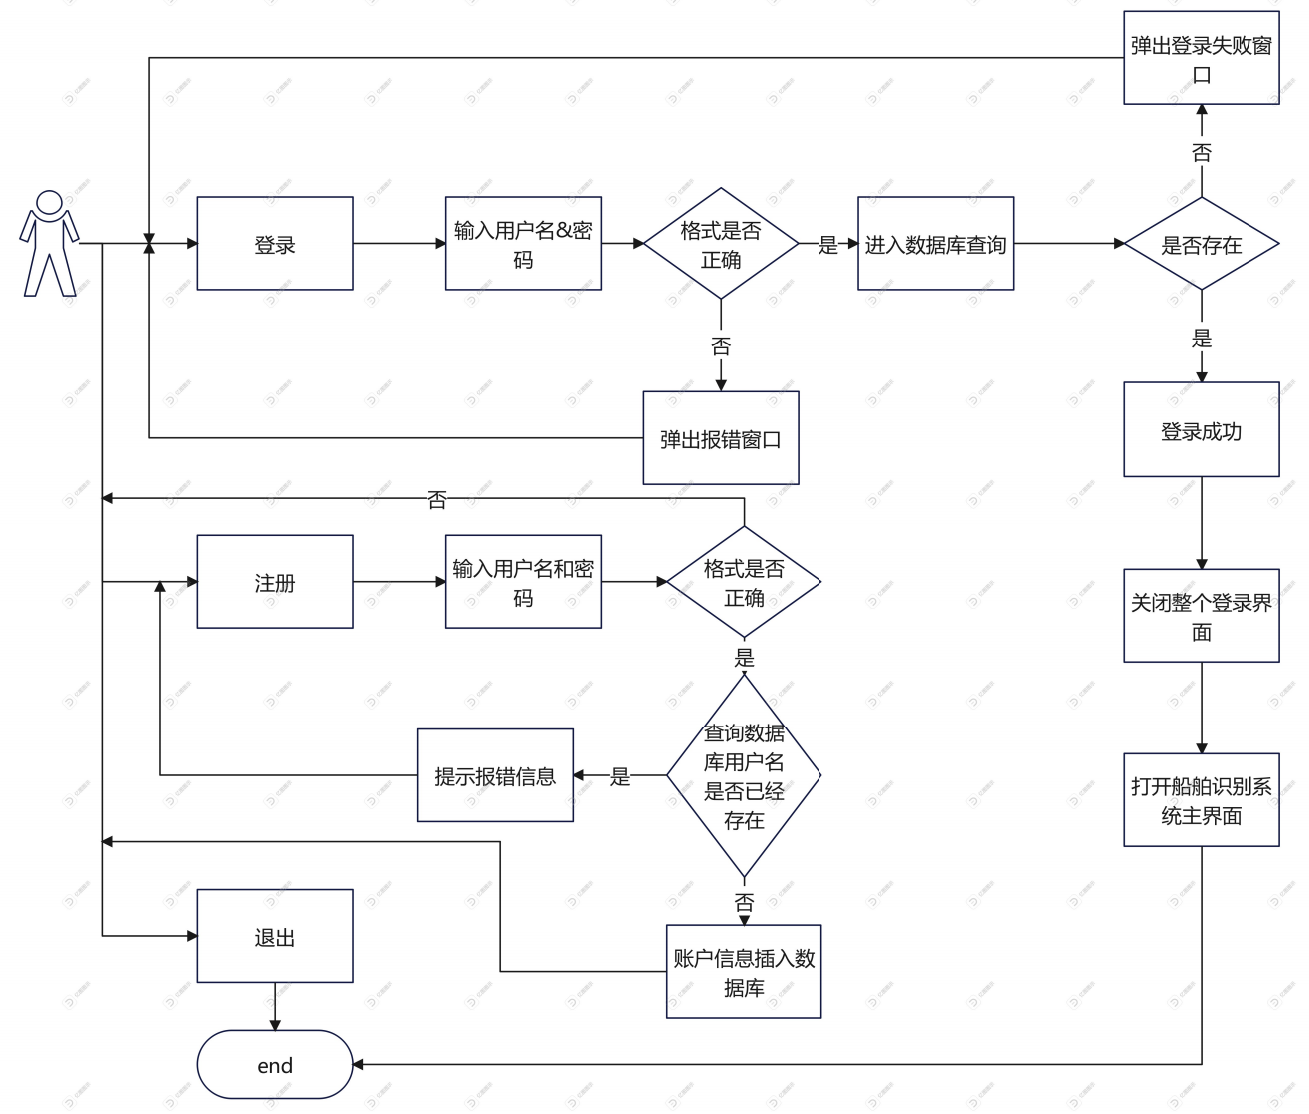 弹出登录失败窗
口
否
登录
输入用户名&密
码
格式是否
正确
是
进入数据库查询
是否存在
否
是
弹出报错窗口
登录成功
否
注册
输入用户名和密
码
格式是否
正确
关闭整个登录界
面
是
提示报错信息
是
查询数据
库用户名
是否已经
存在
打开船舶识别系
统主界面
否
退出
账户信息插入数
据库
end